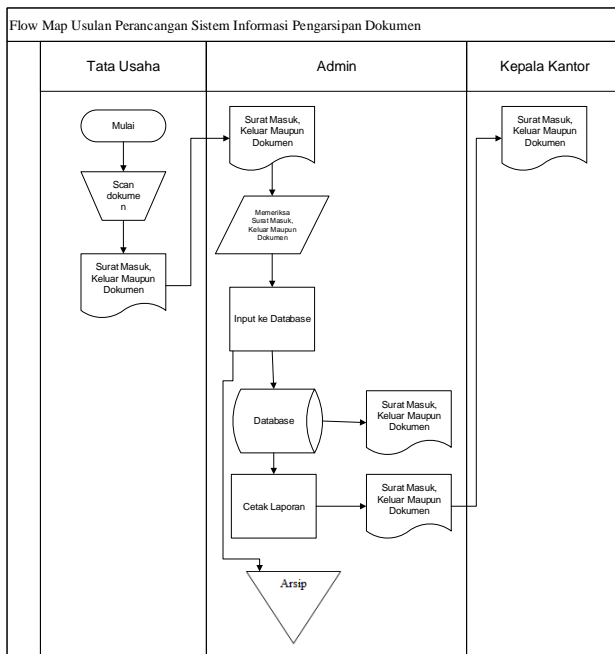 Flow Map Usulan Perancangan Sistem Informasi Pengarsipan Dokumen
Tata Usaha
Admin
Kepala Kantor
Mulai
Scan
dokume
n
Surat Masuk,
Keluar Maupun
Dokumen
Surat Masuk,
Keluar Maupun
Dokumen
Memeriksa
Surat Masuk,
Keluar Maupun
Dokumen
Input ke Database
Database
Surat Masuk,
Keluar Maupun
Dokumen
Cetak Laporan
Surat Masuk,
Keluar Maupun
Dokumen
Arsip
Surat Masuk,
Keluar Maupun
Dokumen